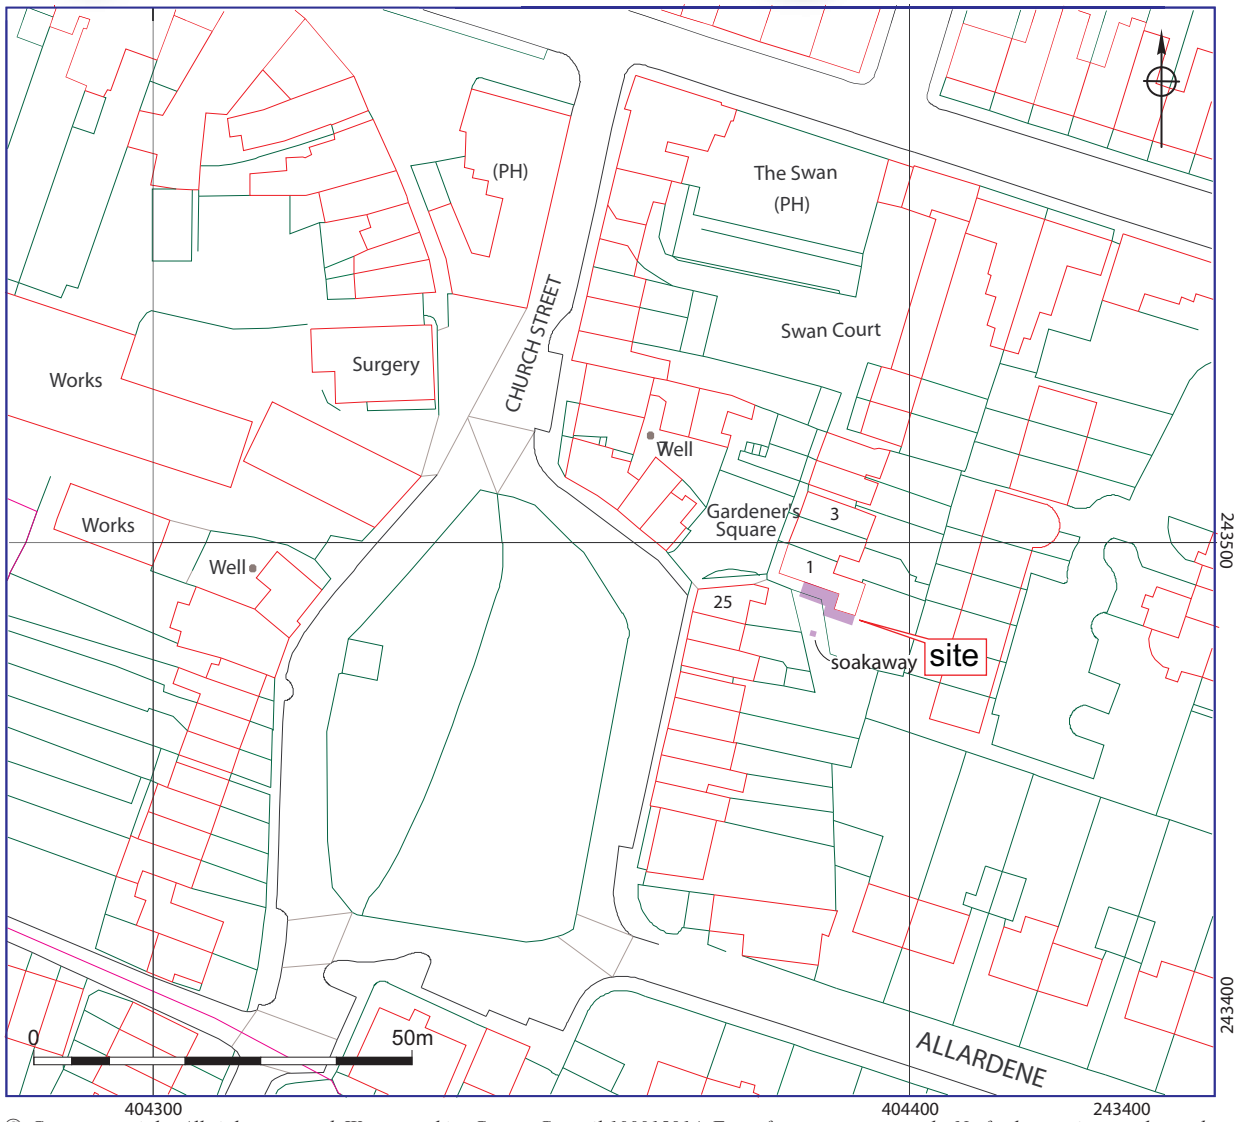 (PH)
The Swan
(PH)
CHURCH STREET
Swan Court
Surgery
Works
Well
7
Gardener's
Square
3
Works
Well
1
25
243500
soakaway
site
243400
0
50m
ALLARDENE
404300
404400
243400